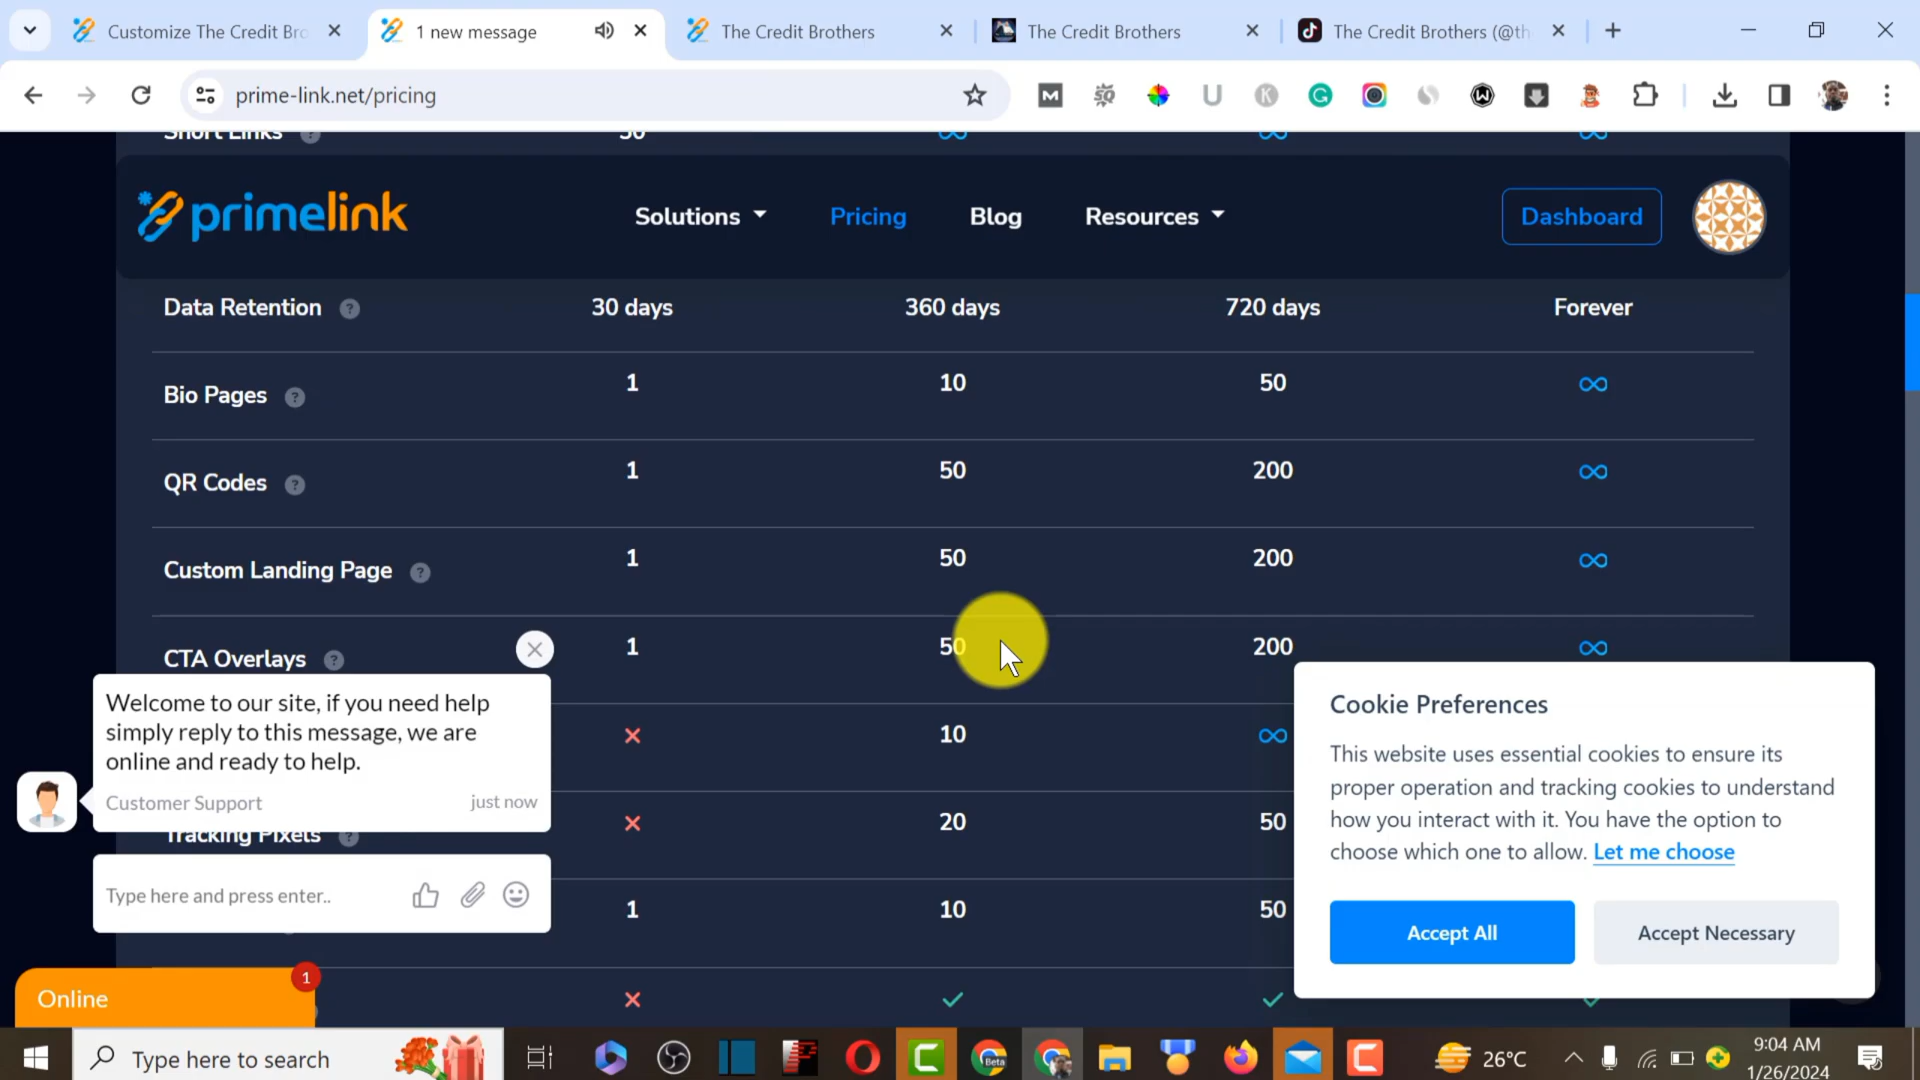 Customize The Credit Bro
1 new message
The Credit Brothers
The Credit Brothers
The Credit Brothers (@th
prime-link.net/pricing
Short Links ? 50 ∞ ∞ ∞
primelink
Solutions
Pricing
Blog
Resources
Dashboard
Data Retention ? 30 days 360 days 720 days Forever
Bio Pages ? 1 10 50 ∞
QR Codes ? 1 50 200 ∞
Custom Landing Page ? 1 50 200 ∞
CTA Overlays ? 1 50 200 ∞
10 ∞
Tracking Pixels ? 20 50
1 10 50
Welcome to our site, if you need help
simply reply to this message, we are
online and ready to help.
Customer Support just now
Type here and press enter..
Online
1
Cookie Preferences
This website uses essential cookies to ensure its
proper operation and tracking cookies to understand
how you interact with it. You have the option to
choose which one to allow. Let me choose
Accept All
Accept Necessary
Type here to search
Beta
26°C
9:04 AM
1/26/2024